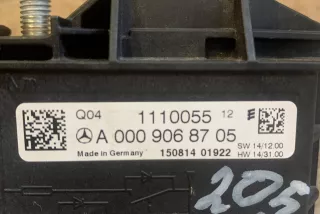 Q04 1110055 12 E
A 000 906 87 05
Made in Germany 150814 01922 SW 14/12.00
HW 14/31.00
205